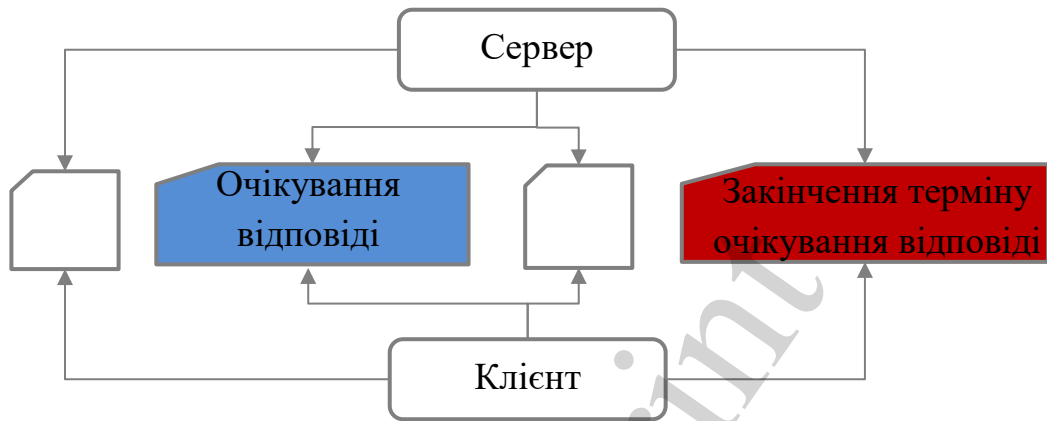 Сервер
Очікування
відповіді
Закінчення терміну
очікування відповіді
Клієнт